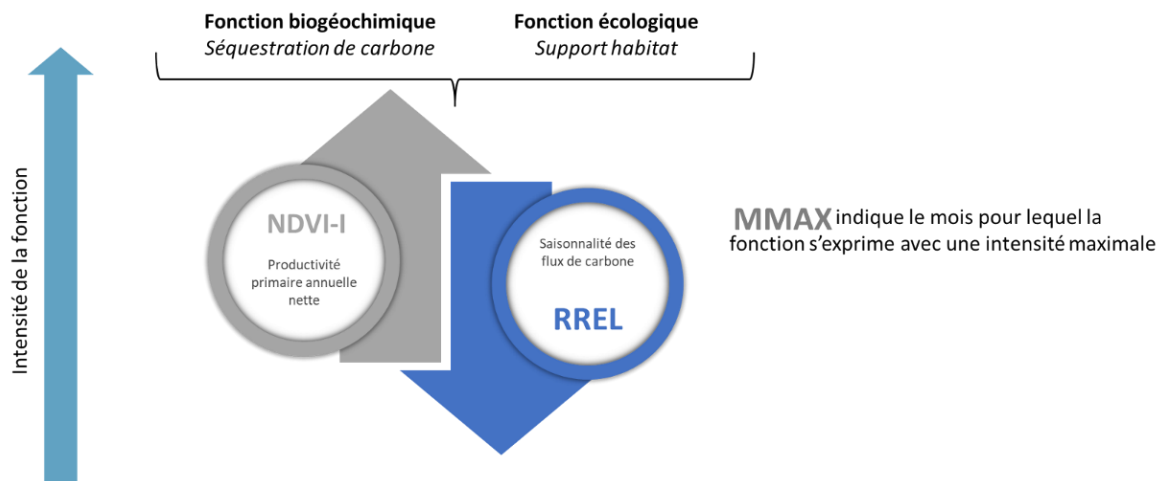 Fonction biogéochimique
Séquestration de carbone
Fonction écologique
Support habitat
Intensité de la fonction
NDVI-I
Productivité
primaire annuelle
nette
Saisonnalité des
flux de carbone
RREL
MMAX indique le mois pour lequel la
fonction s'exprime avec une intensité maximale